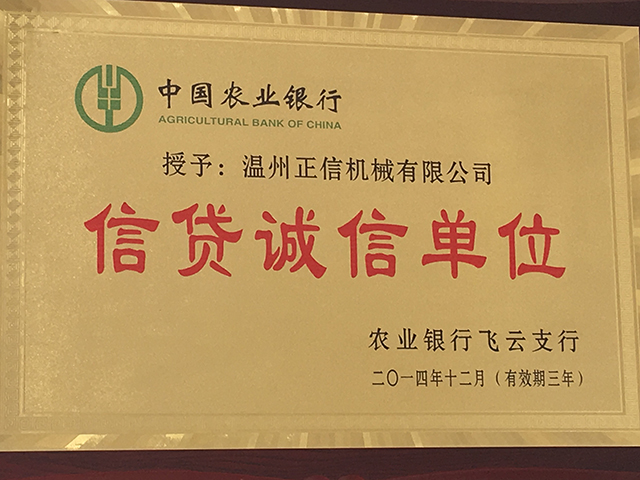 中国农业银行
AGRICULTURAL BANK OF CHINA
授予：温州正信机械有限公司
信贷诚信单位
农业银行飞云支行
二〇一四年十二月（有效期三年）